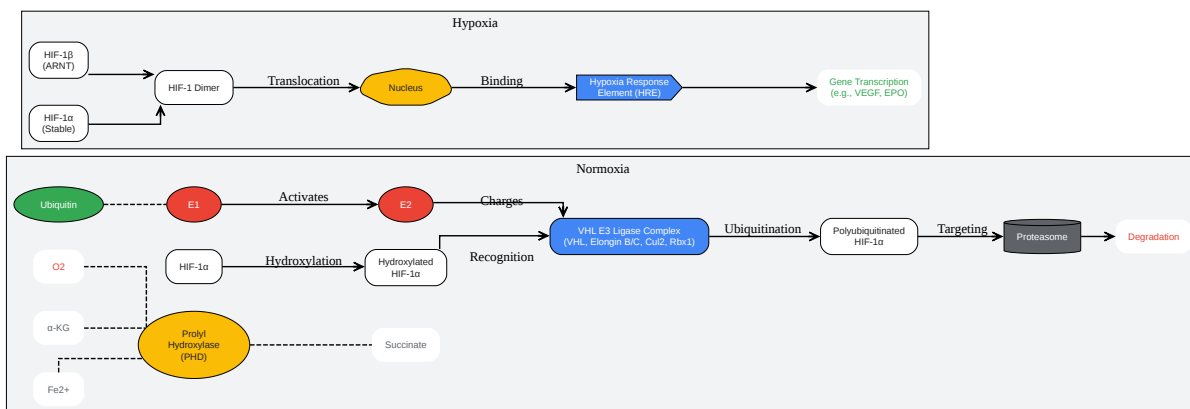 Hypoxia
HIF-1β
(ARNT)
HIF-1α
(Stable)
HIF-1 Dimer
Translocation
Nucleus
Binding
Hypoxia Response
Element (HRE)
Gene Transcription
(e.g., VEGF, EPO)
Normoxia
Ubiquitin
E1
Activates
E2
Charges
VHL E3 Ligase Complex
(VHL, Elongin B/C, Cul2, Rbx1)
Ubiquitination
Polyubiquitinated
HIF-1α
Targeting
Proteasome
Degradation
O2
HIF-1α
Hydroxylation
Hydroxylated
HIF-1α
Recognition
α-KG
Prolyl
Hydroxylase
(PHD)
Succinate
Fe2+